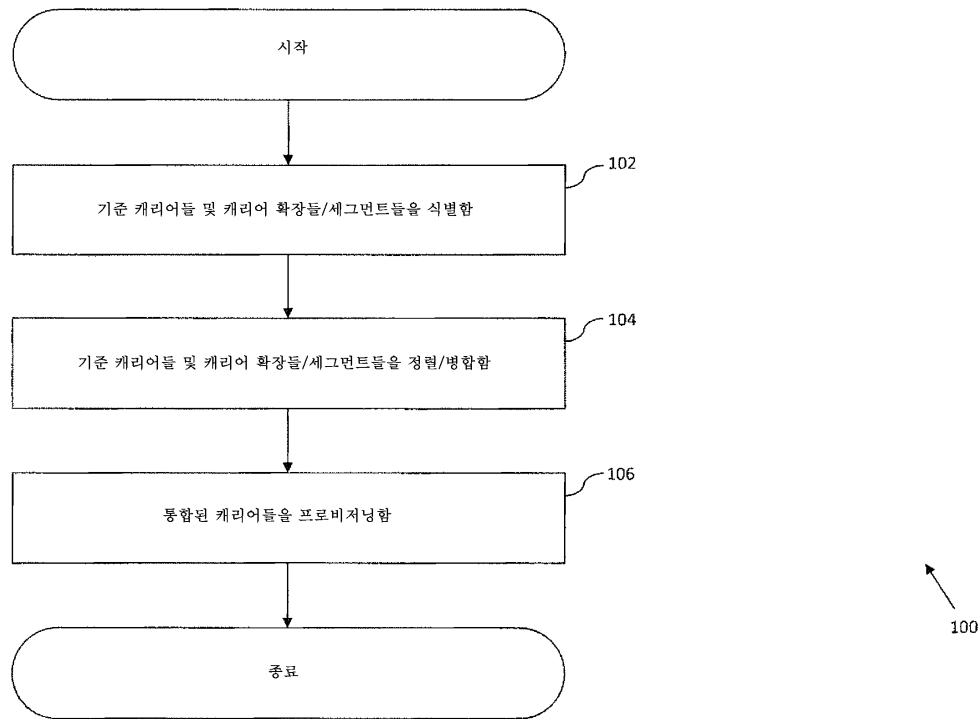 시작
102
기준 캐리어들 및 캐리어 확장들/세그먼트들을 식별함
104
기준 캐리어들 및 캐리어 확장들/세그먼트들을 정렬/병합함
106
통합된 캐리어들을 프로비저닝함
100
종료